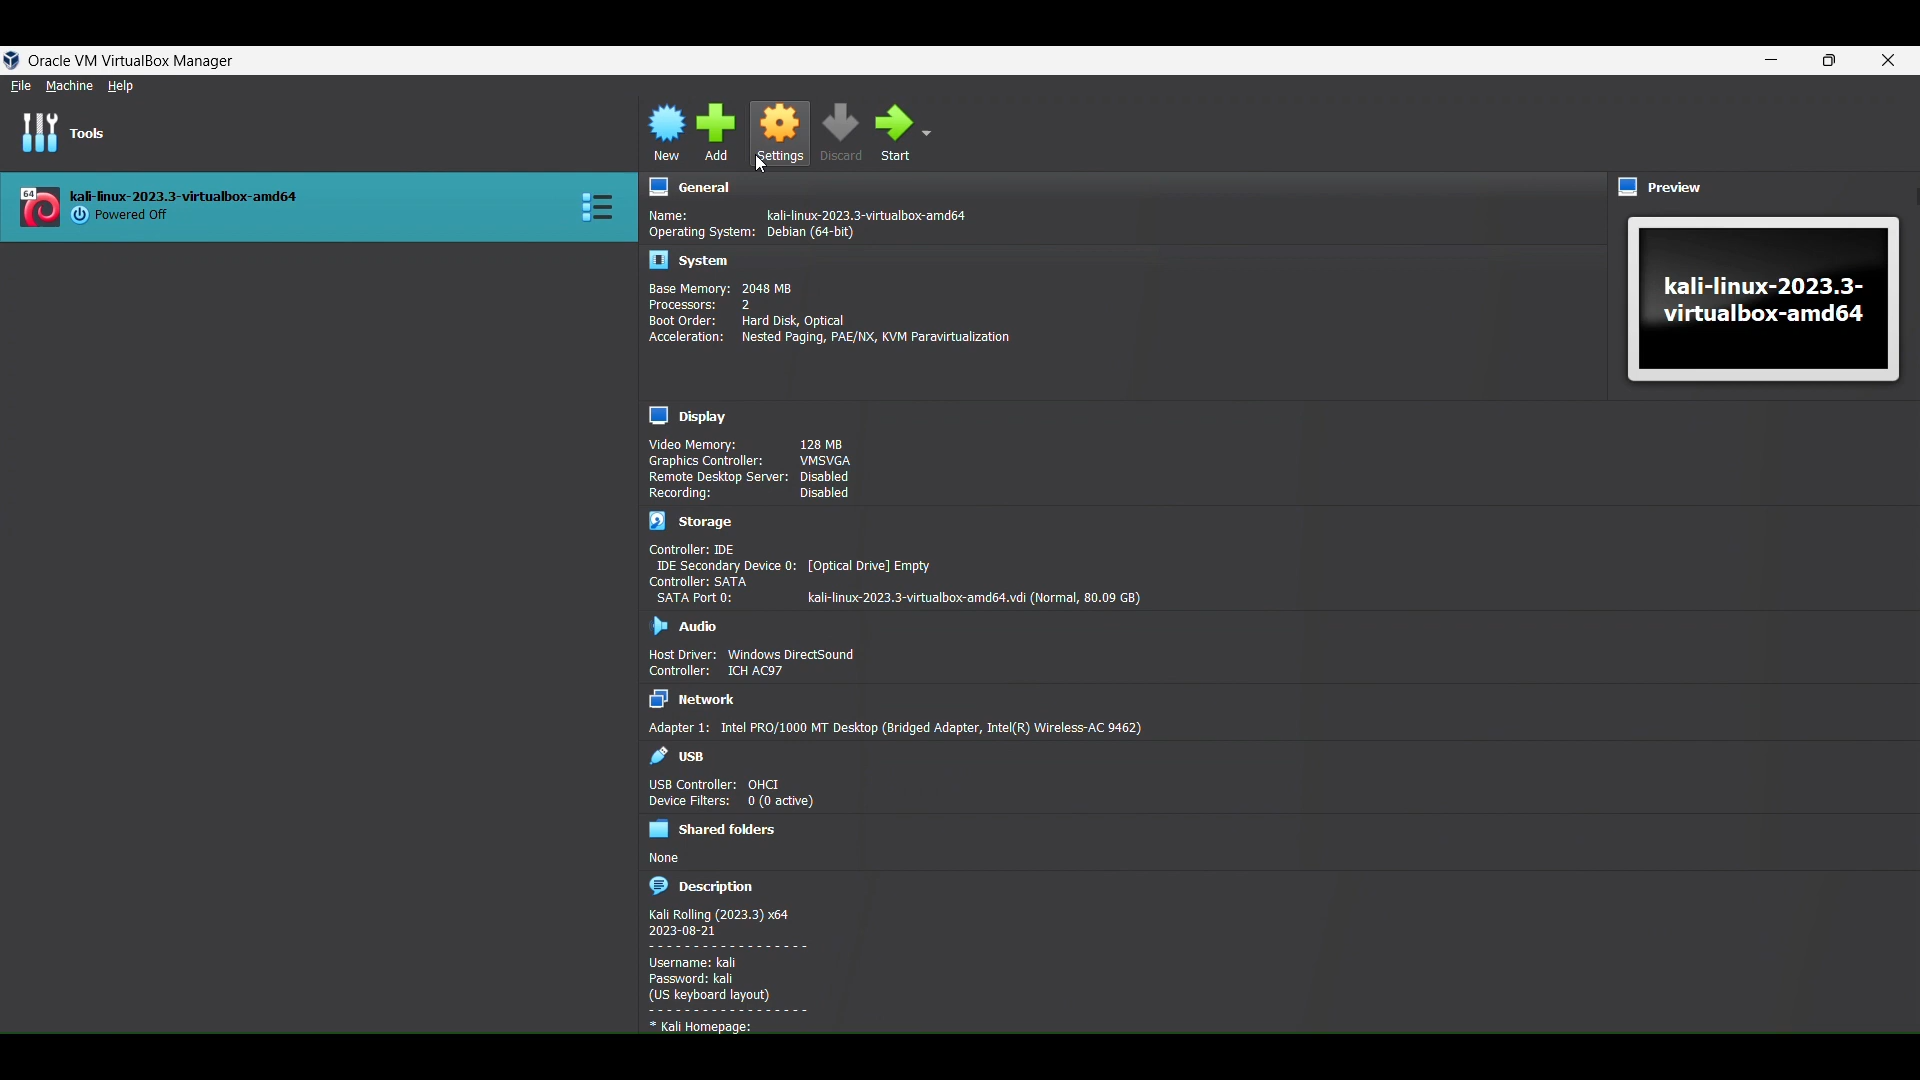 Oracle VM VirtualBox Manager
File Machine Help
Tools
New Add Settings Discard Start
64
kali-linux-2023.3-virtualbox-amd64
Powered Off
General
Name: kali-linux-2023.3-virtualbox-amd64
Operating System: Debian (64-bit)
System
Base Memory: 2048 MB
Processors: 2
Boot Order: Hard Disk, Optical
Acceleration: Nested Paging, PAE/NX, KVM Paravirtualization
Preview
kali-linux-2023.3-
virtualbox-amd64
Display
Video Memory: 128 MB
Graphics Controller: VMSVGA
Remote Desktop Server: Disabled
Recording: Disabled
Storage
Controller: IDE
IDE Secondary Device 0: [Optical Drive] Empty
Controller: SATA
SATA Port 0: kali-linux-2023.3-virtualbox-amd64.vdi (Normal, 80.09 GB)
Audio
Host Driver: Windows DirectSound
Controller: ICH AC97
Network
Adapter 1: Intel PRO/1000 MT Desktop (Bridged Adapter, Intel(R) Wireless-AC 9462)
USB
USB Controller: OHCI
Device Filters: 0 (0 active)
Shared folders
None
Description
Kali Rolling (2023.3) x64
2023-08-21
- - - - - - - - - - - - - - - - - -
Username: kali
Password: kali
(US keyboard layout)
- - - - - - - - - - - - - - - - - -
* Kali Homepage: